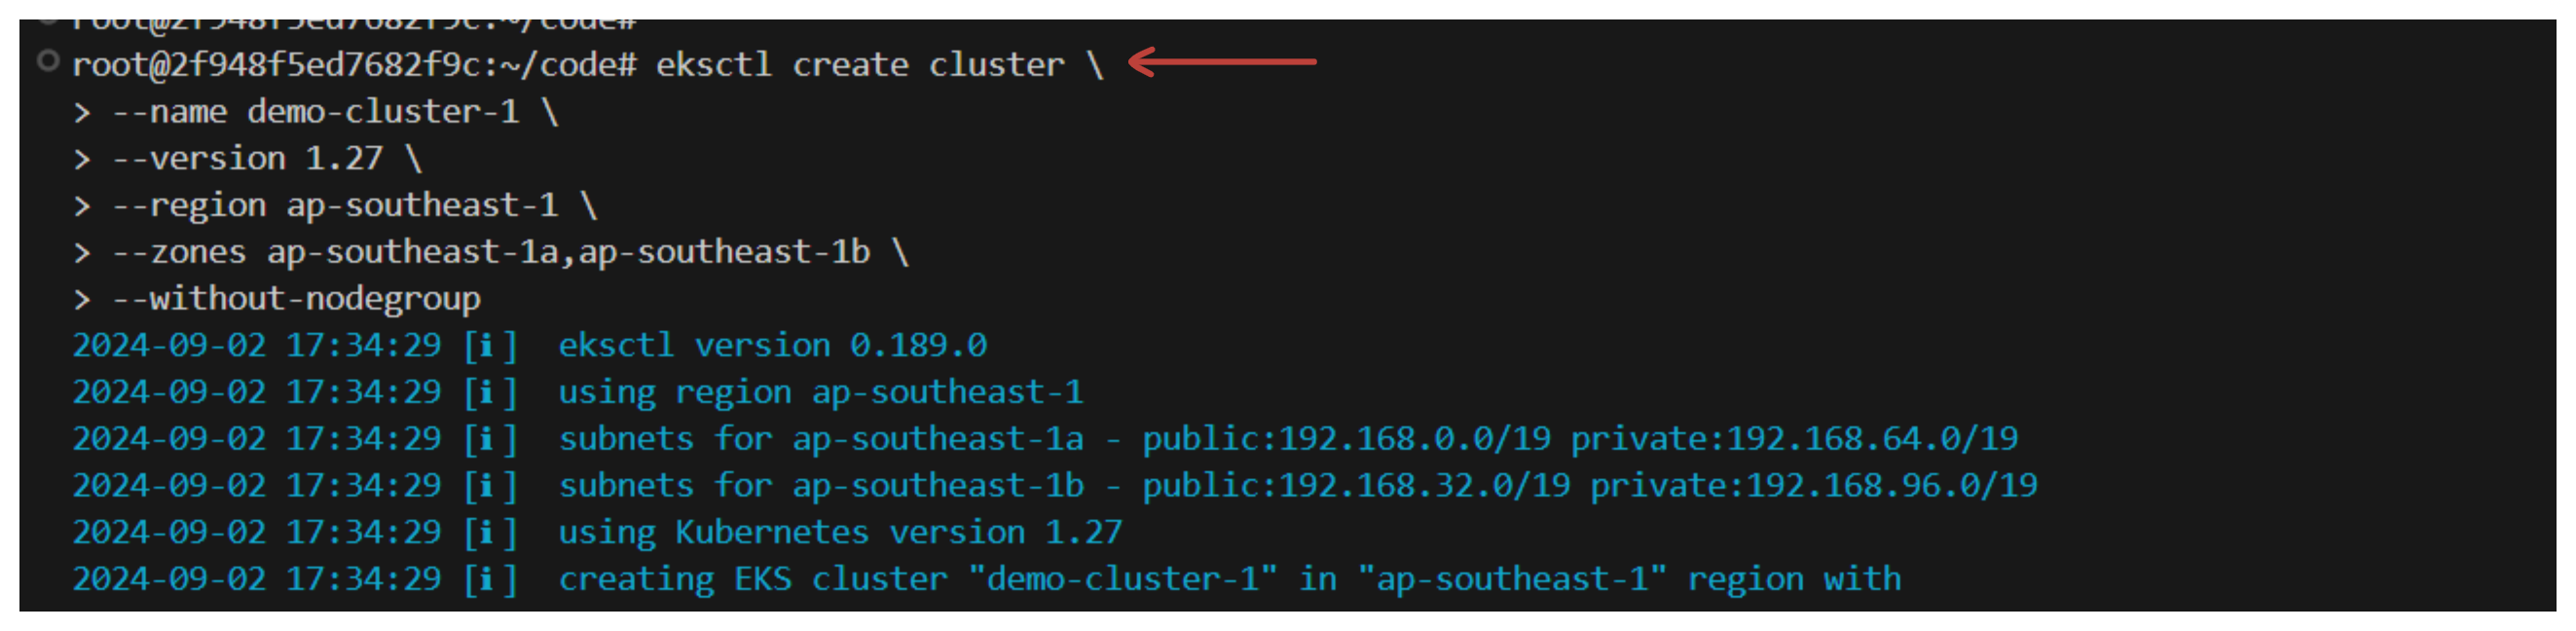 root@2f948f5ed7682f9c:~/code#
root@2f948f5ed7682f9c:~/code# eksctl create cluster \
> --name demo-cluster-1 \
> --version 1.27 \
> --region ap-southeast-1 \
> --zones ap-southeast-1a,ap-southeast-1b \
> --without-nodegroup
2024-09-02 17:34:29 [ℹ]  eksctl version 0.189.0
2024-09-02 17:34:29 [ℹ]  using region ap-southeast-1
2024-09-02 17:34:29 [ℹ]  subnets for ap-southeast-1a - public:192.168.0.0/19 private:192.168.64.0/19
2024-09-02 17:34:29 [ℹ]  subnets for ap-southeast-1b - public:192.168.32.0/19 private:192.168.96.0/19
2024-09-02 17:34:29 [ℹ]  using Kubernetes version 1.27
2024-09-02 17:34:29 [ℹ]  creating EKS cluster "demo-cluster-1" in "ap-southeast-1" region with